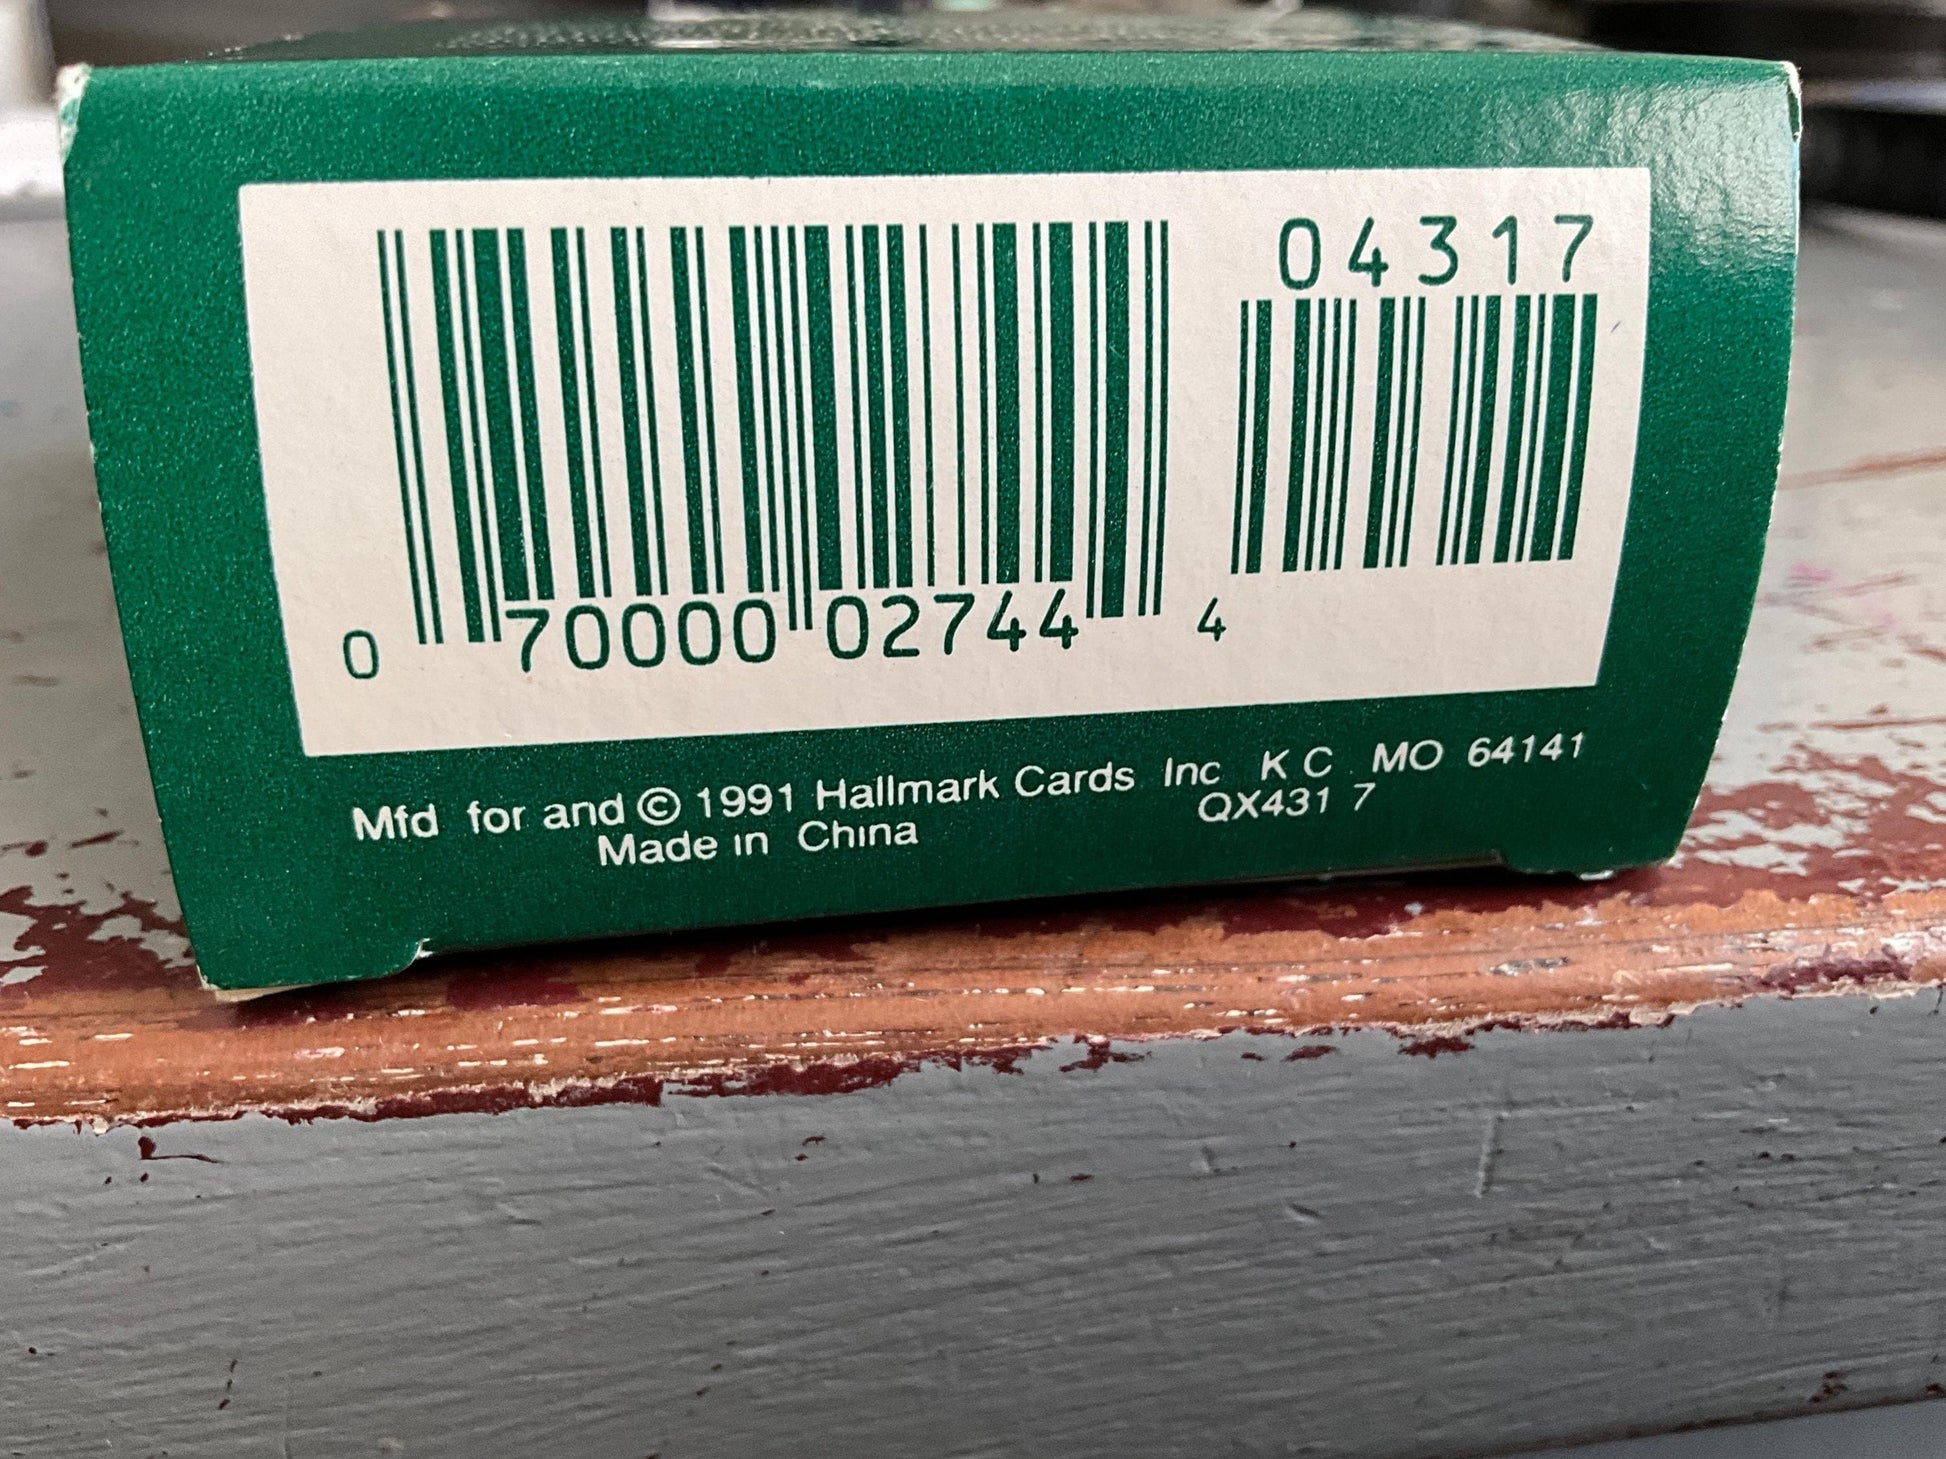 04317
0 70000 02744 4
Mfd for and © 1991 Hallmark Cards Inc K C MO 64141
Made in China QX431 7